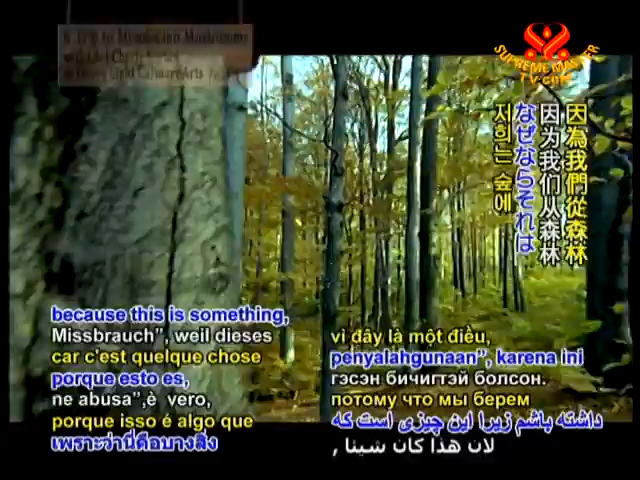 A Trip to Mendocino Mushrooms
SUPREME MASTER
TV.COM
因為我們從森林
因为我们从森林
なぜならそれは
저희는 숲에
because this is something,
Missbrauch", weil dieses
car c'est quelque chose
porque esto es,
ne abusa",è vero,
porque isso é algo que
เพราะว่านี่คือบางสิ่ง
vì đây là một điều,
penyalahgunaan", karena ini
гэсэн бичигтэй болсон.
потому что мы берем
داشته باشم زیرا این چیزی است که
لان هذا كان شيئا ,